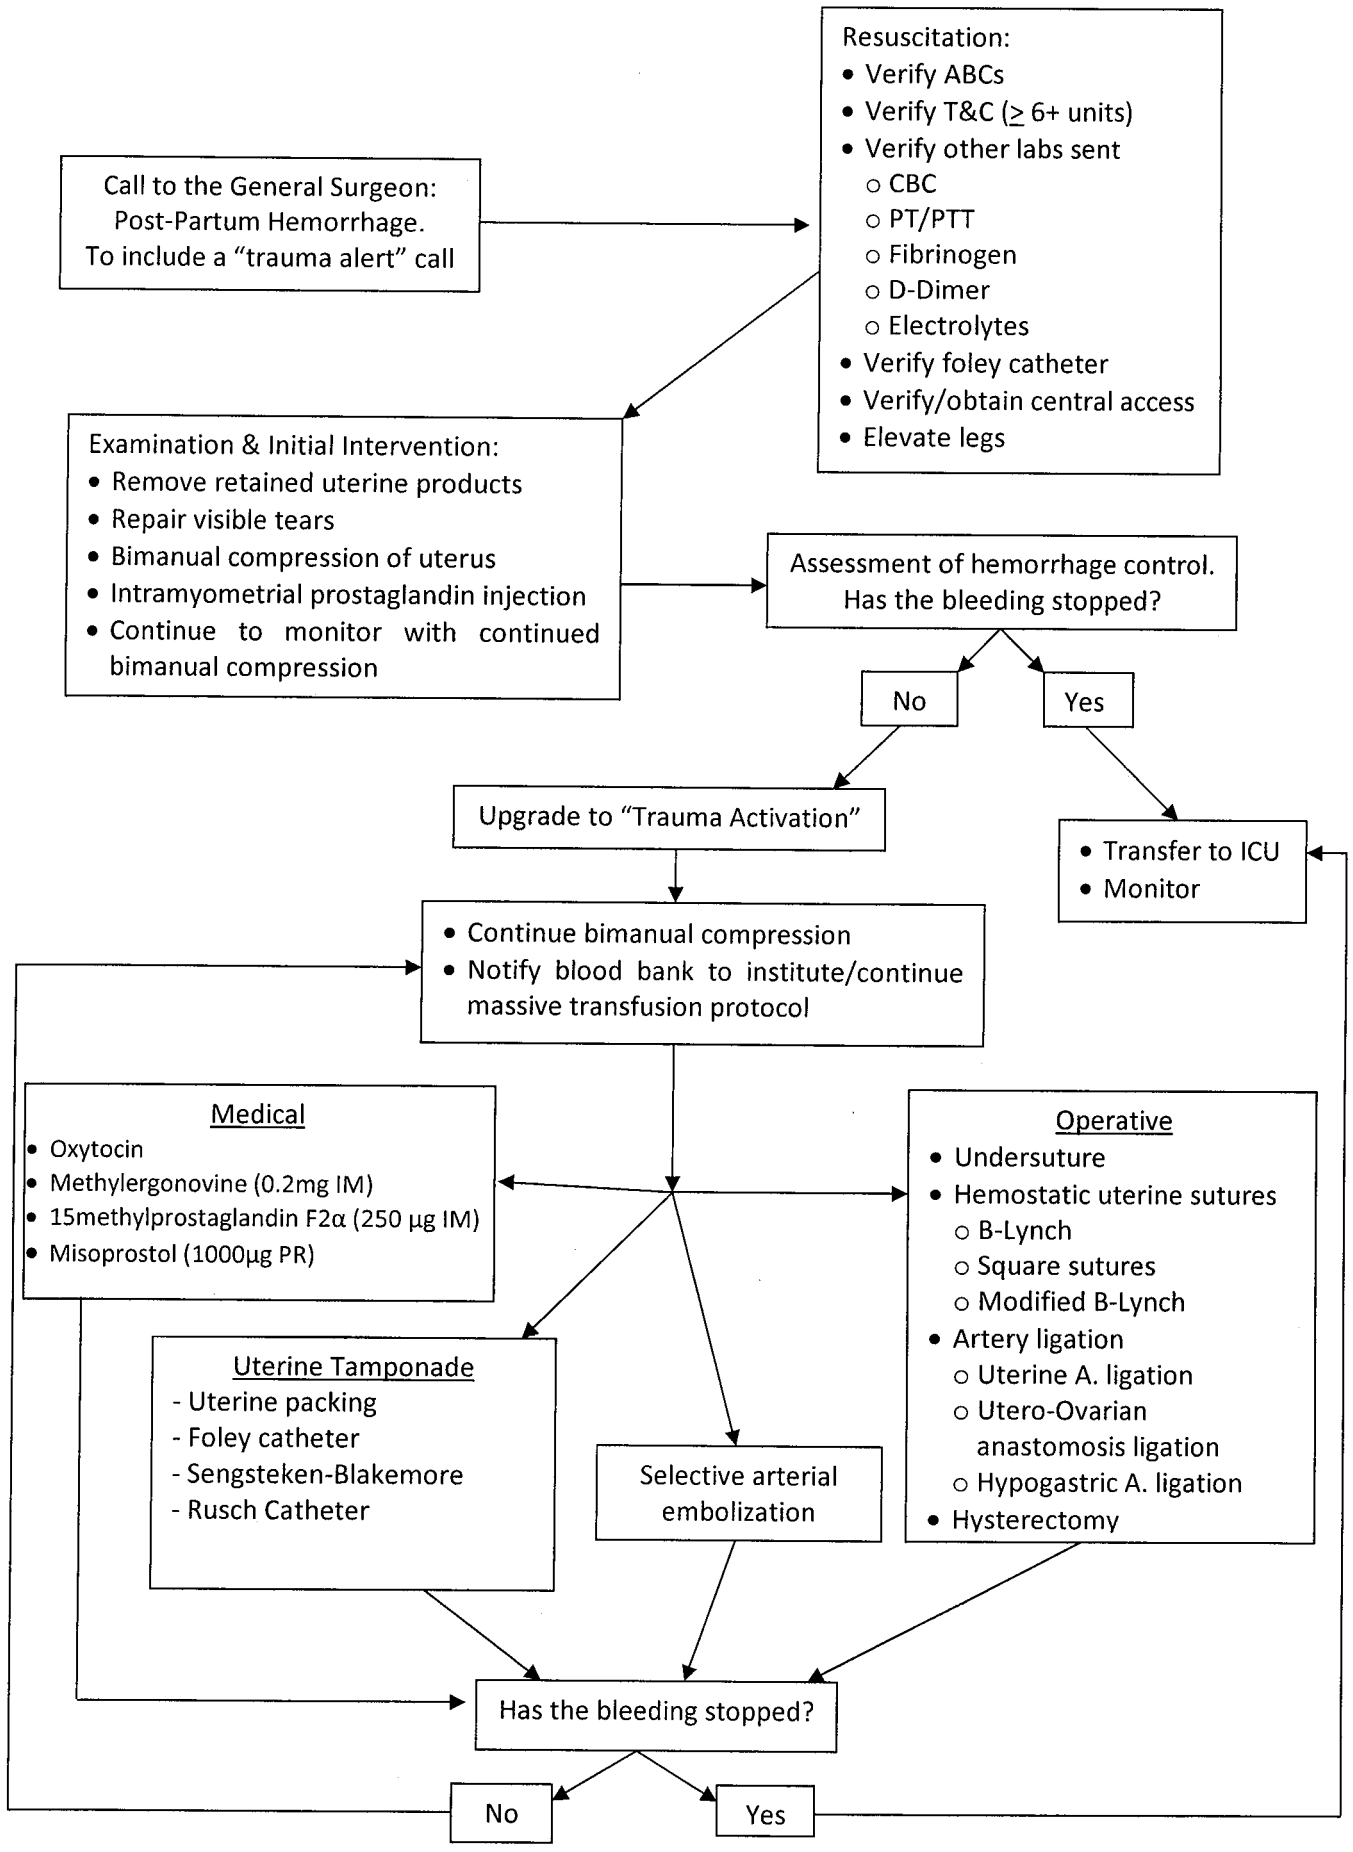 Resuscitation:
• Verify ABCs
• Verify T&C (≥ 6+ units)
• Verify other labs sent
o CBC
o PT/PTT
o Fibrinogen
o D-Dimer
o Electrolytes
• Verify foley catheter
• Verify/obtain central access
• Elevate legs
Call to the General Surgeon:
Post-Partum Hemorrhage.
To include a “trauma alert” call
Examination & Initial Intervention:
• Remove retained uterine products
• Repair visible tears
• Bimanual compression of uterus
• Intramyometrial prostaglandin injection
• Continue to monitor with continued
bimanual compression
Assessment of hemorrhage control.
Has the bleeding stopped?
No
Yes
Upgrade to “Trauma Activation”
• Transfer to ICU
• Monitor
• Continue bimanual compression
• Notify blood bank to institute/continue
massive transfusion protocol
Medical
• Oxytocin
• Methylergonovine (0.2mg IM)
• 15methylprostaglandin F2α (250 µg IM)
• Misoprostol (1000µg PR)
Operative
• Undersuture
• Hemostatic uterine sutures
o B-Lynch
o Square sutures
o Modified B-Lynch
• Artery ligation
o Uterine A. ligation
o Utero-Ovarian
anastomosis ligation
o Hypogastric A. ligation
• Hysterectomy
Uterine Tamponade
- Uterine packing
- Foley catheter
- Sengsteken-Blakemore
- Rusch Catheter
Selective arterial
embolization
Has the bleeding stopped?
No
Yes